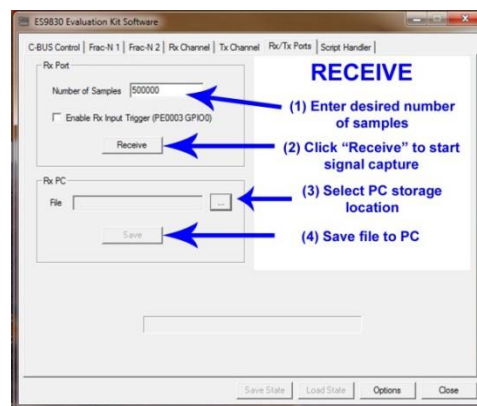 ES9830 Evaluation Kit Software
C-BUS Control | Frac-N 1 | Frac-N 2 | Rx Channel | Tx Channel | Rx/Tx Ports | Script Handler
Rx Port
Number of Samples 500000
Enable Rx Input Trigger (PE0003 GPIO0)
Receive
Rx PC
File ...
Save
RECEIVE
(1) Enter desired number
of samples
(2) Click “Receive” to start
signal capture
(3) Select PC storage
location
(4) Save file to PC
Save State Load State Options Close